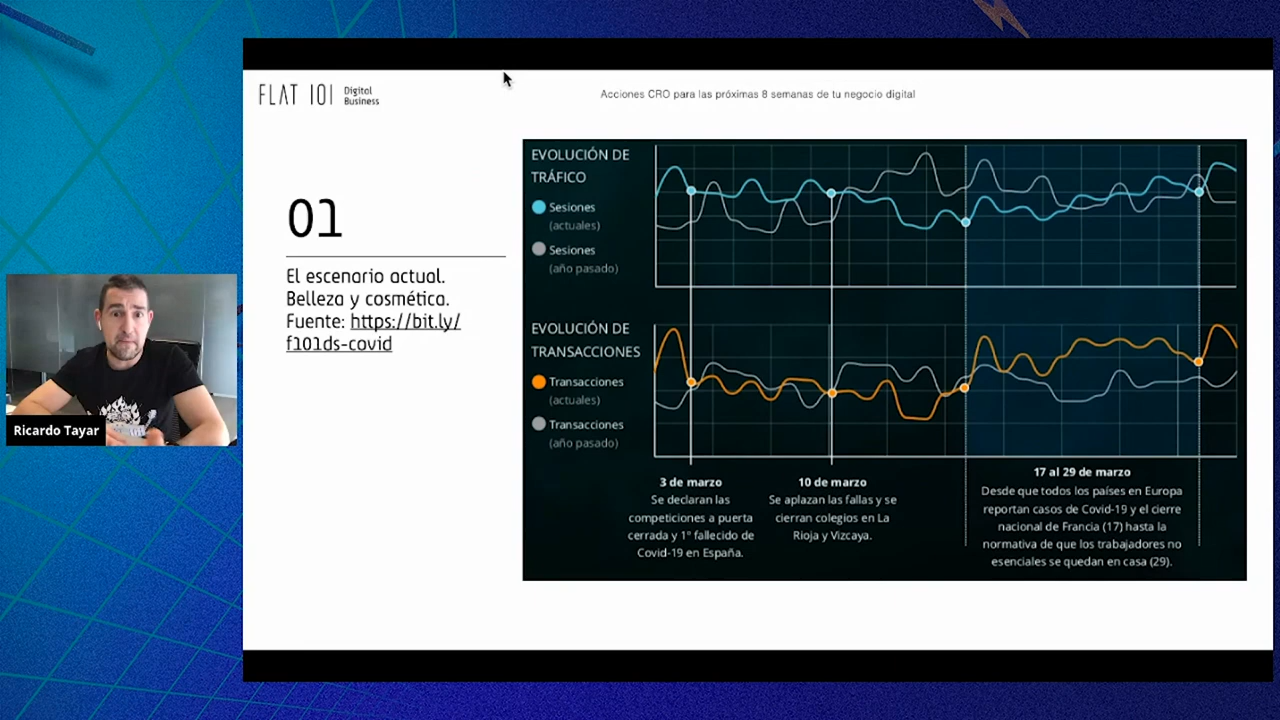 FLAT 101 Digital
Business
Acciones CRO para las próximas 8 semanas de tu negocio digital
01
El escenario actual.
Belleza y cosmética.
Fuente: https://bit.ly/
f101ds-covid
Ricardo Tayar
EVOLUCIÓN DE
TRÁFICO
Sesiones
(actuales)
Sesiones
(año pasado)
EVOLUCIÓN DE
TRANSACCIONES
Transacciones
(actuales)
Transacciones
(año pasado)
3 de marzo
Se declaran las
competiciones a puerta
cerrada y 1º fallecido de
Covid-19 en España.
10 de marzo
Se aplazan las fallas y se
cierran colegios en La
Rioja y Vizcaya.
17 al 29 de marzo
Desde que todos los países en Europa
reportan casos de Covid-19 y el cierre
nacional de Francia (17) hasta la
normativa de que los trabajadores no
esenciales se quedan en casa (29).